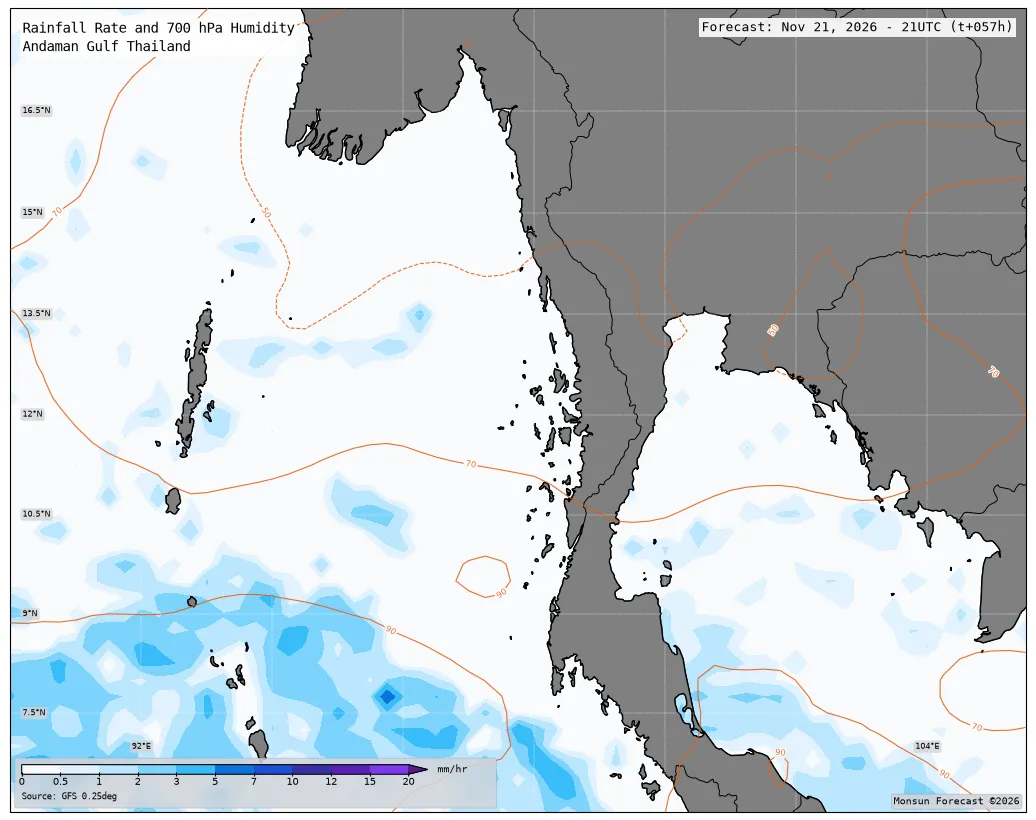 Rainfall Rate and 700 hPa Humidity
Andaman Gulf Thailand
Forecast: Nov 21, 2026 - 21UTC (t+057h)
16.5°N
15°N
13.5°N
12°N
10.5°N
9°N
7.5°N
92°E
104°E
70
50
50
70
70
90
90
70
90
90
0 0.5 1 2 3 5 7 10 12 15 20
mm/hr
Source: GFS 0.25deg
Monsun Forecast ©2026